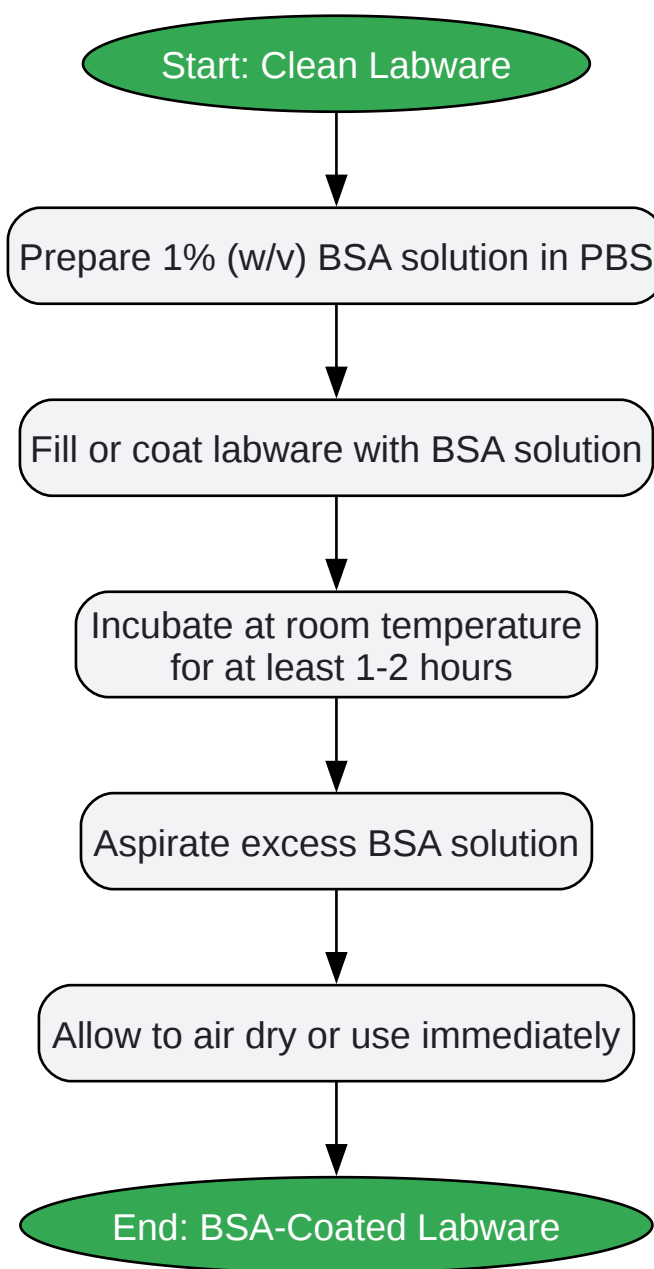 Start: Clean Labware
Prepare 1% (w/v) BSA solution in PBS
Fill or coat labware with BSA solution
Incubate at room temperature
for at least 1-2 hours
Aspirate excess BSA solution
Allow to air dry or use immediately
End: BSA-Coated Labware